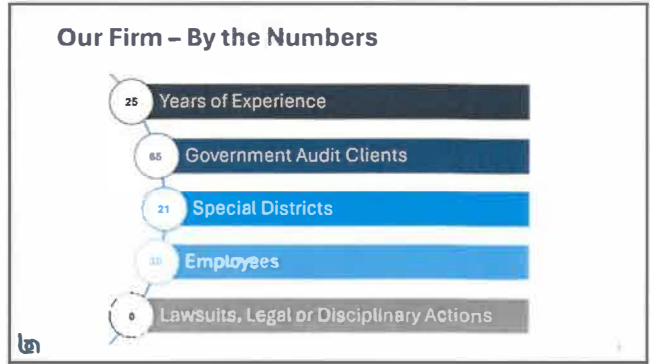 Our Firm – By the Numbers
25 Years of Experience
65 Government Audit Clients
21 Special Districts
Employees
0 Lawsuits, Legal or Disciplinary Actions